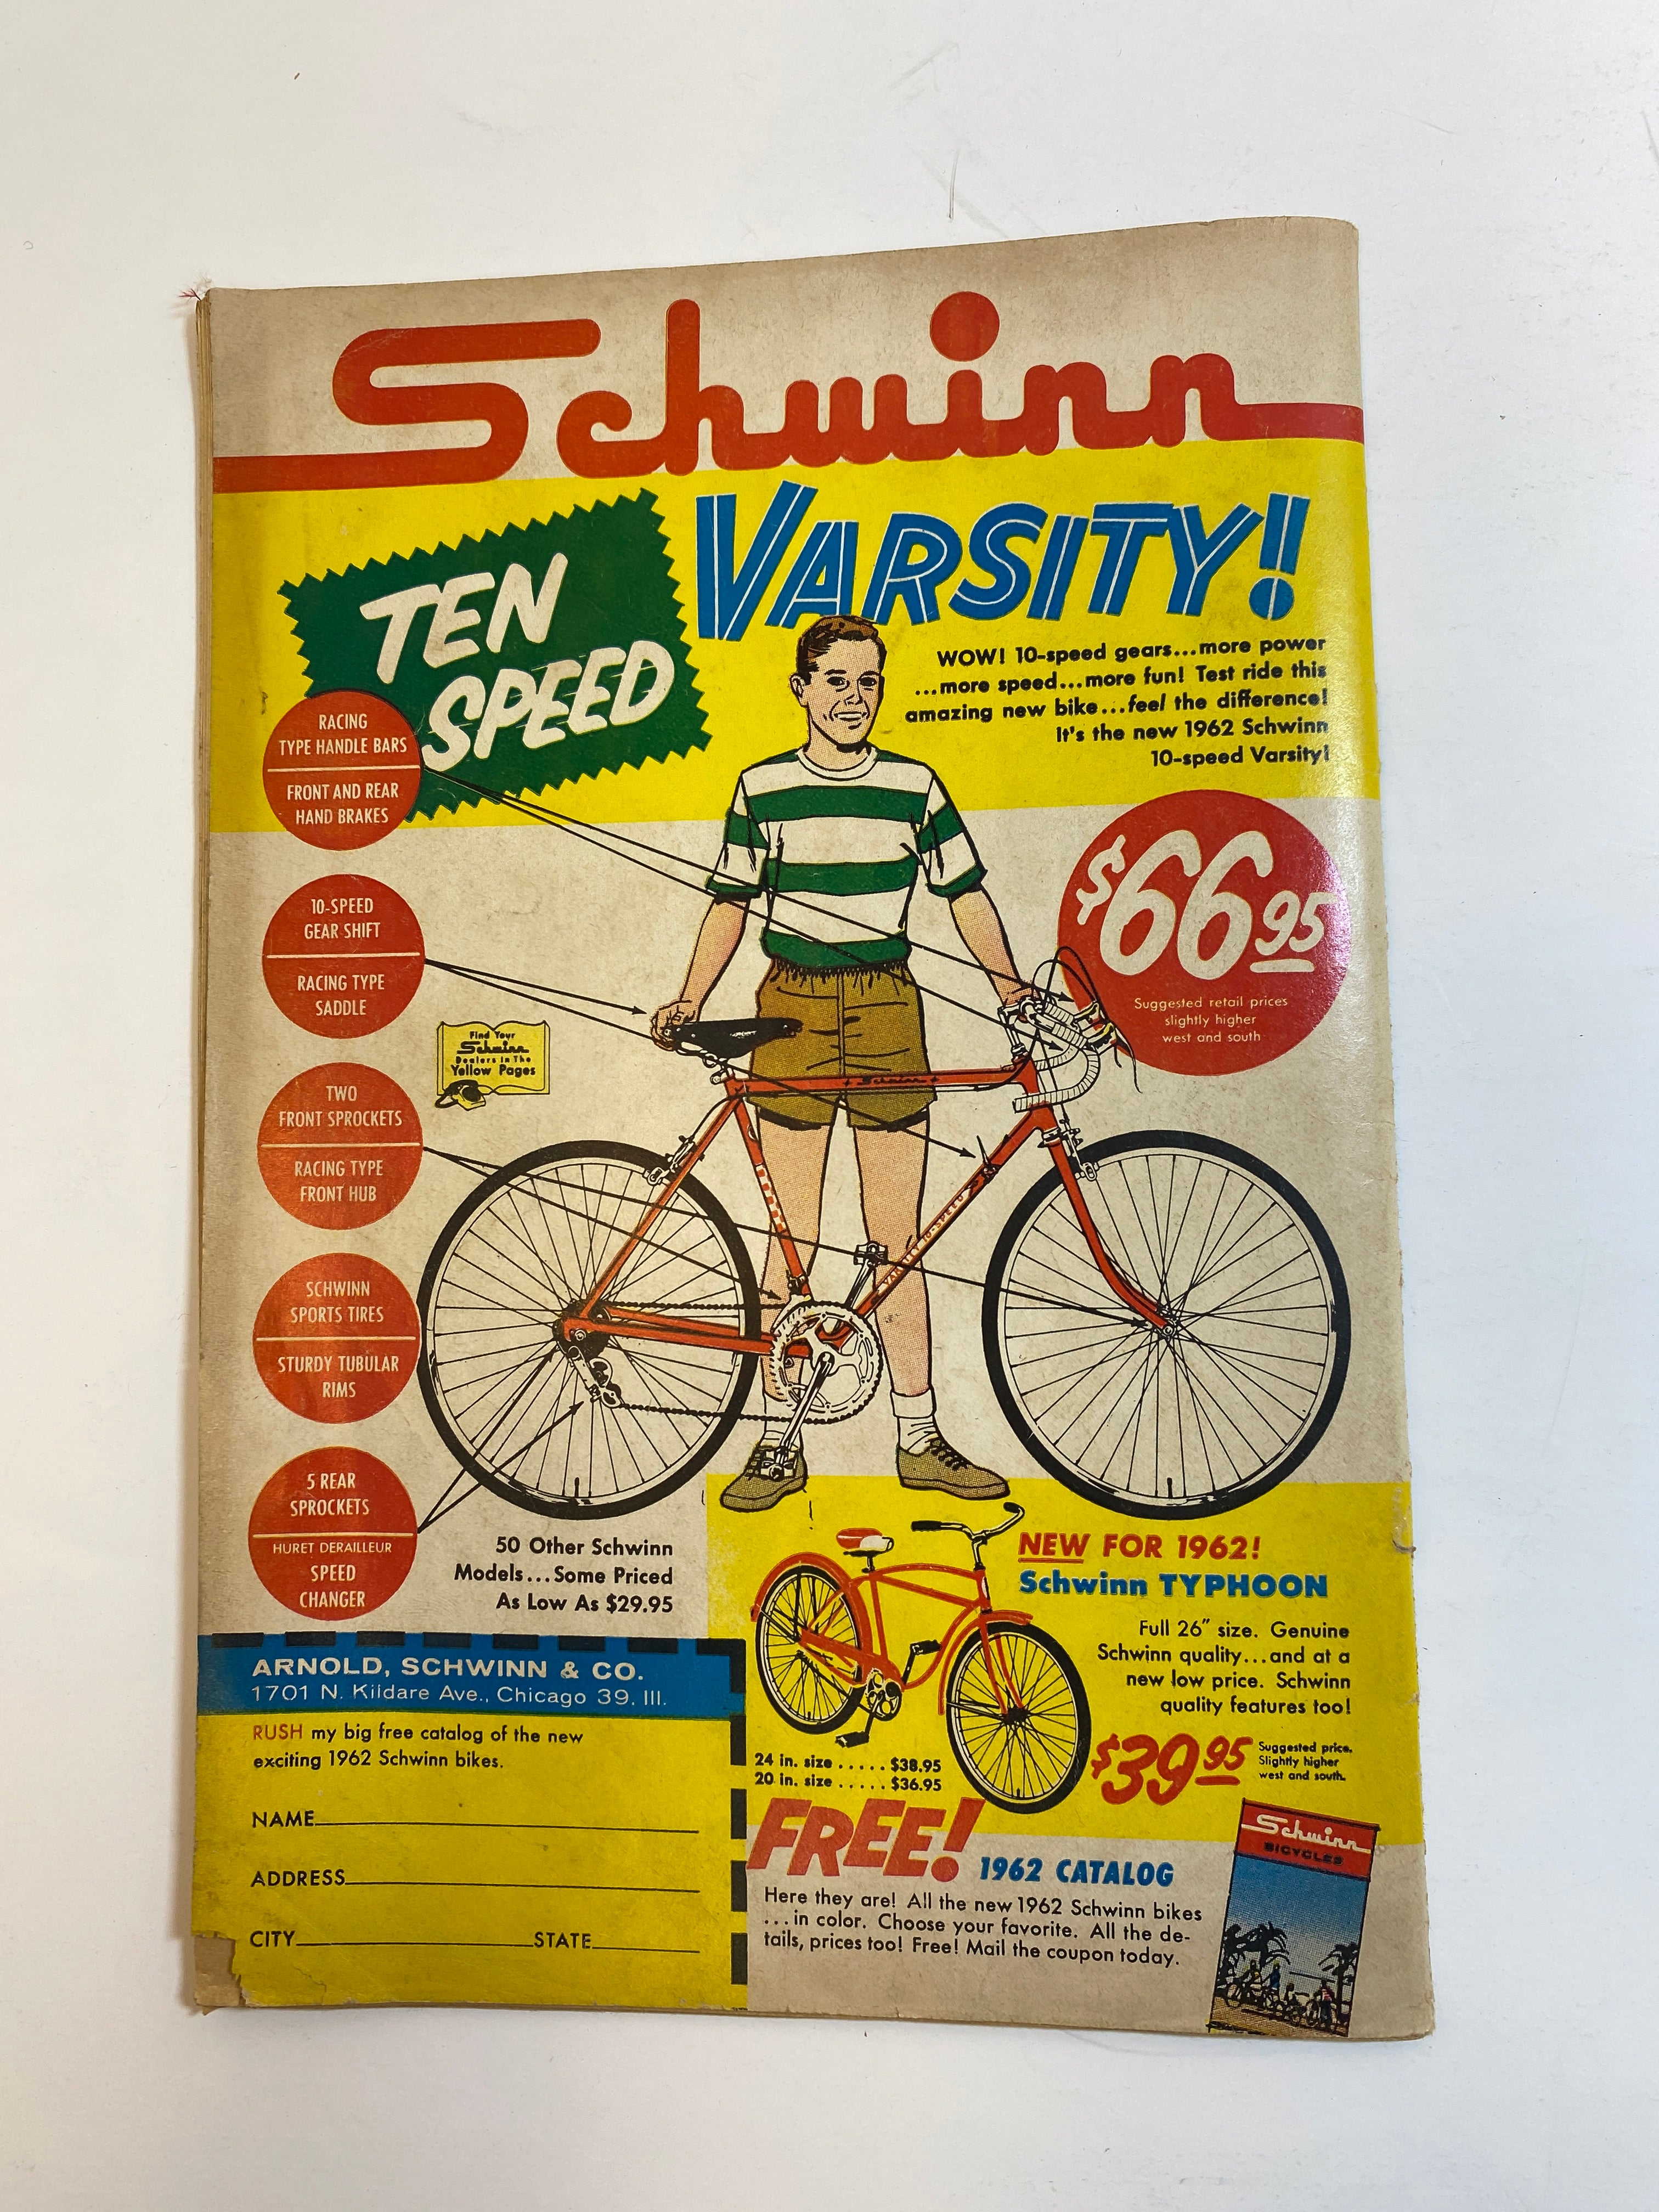 Schwinn
TEN
SPEED
VARSITY!
WOW! 10-speed gears...more power
...more speed...more fun! Test ride this
amazing new bike...feel the difference!
It's the new 1962 Schwinn
10-speed Varsity!
RACING
TYPE HANDLE BARS
FRONT AND REAR
HAND BRAKES
10-SPEED
GEAR SHIFT
RACING TYPE
SADDLE
TWO
FRONT SPROCKETS
RACING TYPE
FRONT HUB
SCHWINN
SPORTS TIRES
STURDY TUBULAR
RIMS
5 REAR
SPROCKETS
HURET DERAILLEUR
SPEED
CHANGER
$66.95
Suggested retail prices
slightly higher
west and south
Find Your
Schwinn
Dealers in The
Yellow Pages
Schwinn
VARSITY 10-SPEED
50 Other Schwinn
Models...Some Priced
As Low As $29.95
NEW FOR 1962!
Schwinn TYPHOON
Full 26" size. Genuine
Schwinn quality...and at a
new low price. Schwinn
quality features too!
$39.95
Suggested price.
Slightly higher
west and south.
24 in. size ..... $38.95
20 in. size ..... $36.95
ARNOLD, SCHWINN & CO.
1701 N. Kildare Ave., Chicago 39, Ill.
RUSH my big free catalog of the new
exciting 1962 Schwinn bikes.
NAME
ADDRESS
CITY STATE
FREE!
1962 CATALOG
Here they are! All the new 1962 Schwinn bikes
...in color. Choose your favorite. All the de-
tails, prices too! Free! Mail the coupon today.
Schwinn
BICYCLES